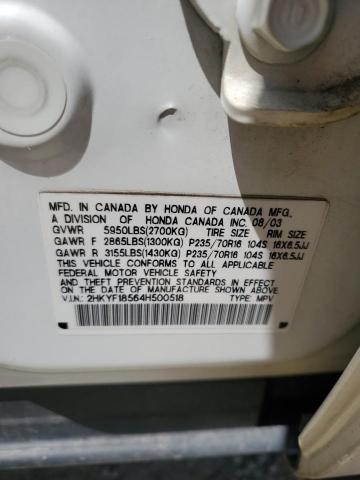 MFD. IN CANADA BY HONDA OF CANADA MFG.
A DIVISION OF HONDA CANADA INC. 08/03
GVWR 5950LBS(2700KG) TIRE SIZE RIM SIZE
GAWR F 2865LBS(1300KG) P235/70R16 104S 16X6.5JJ
GAWR R 3155LBS(1430KG) P235/70R16 104S 16X6.5JJ
THIS VEHICLE CONFORMS TO ALL APPLICABLE
FEDERAL MOTOR VEHICLE SAFETY
AND THEFT PREVENTION STANDARDS IN EFFECT
ON THE DATE OF MANUFACTURE SHOWN ABOVE.
V.I.N.: 2HKYF18564H500518 TYPE: MPV